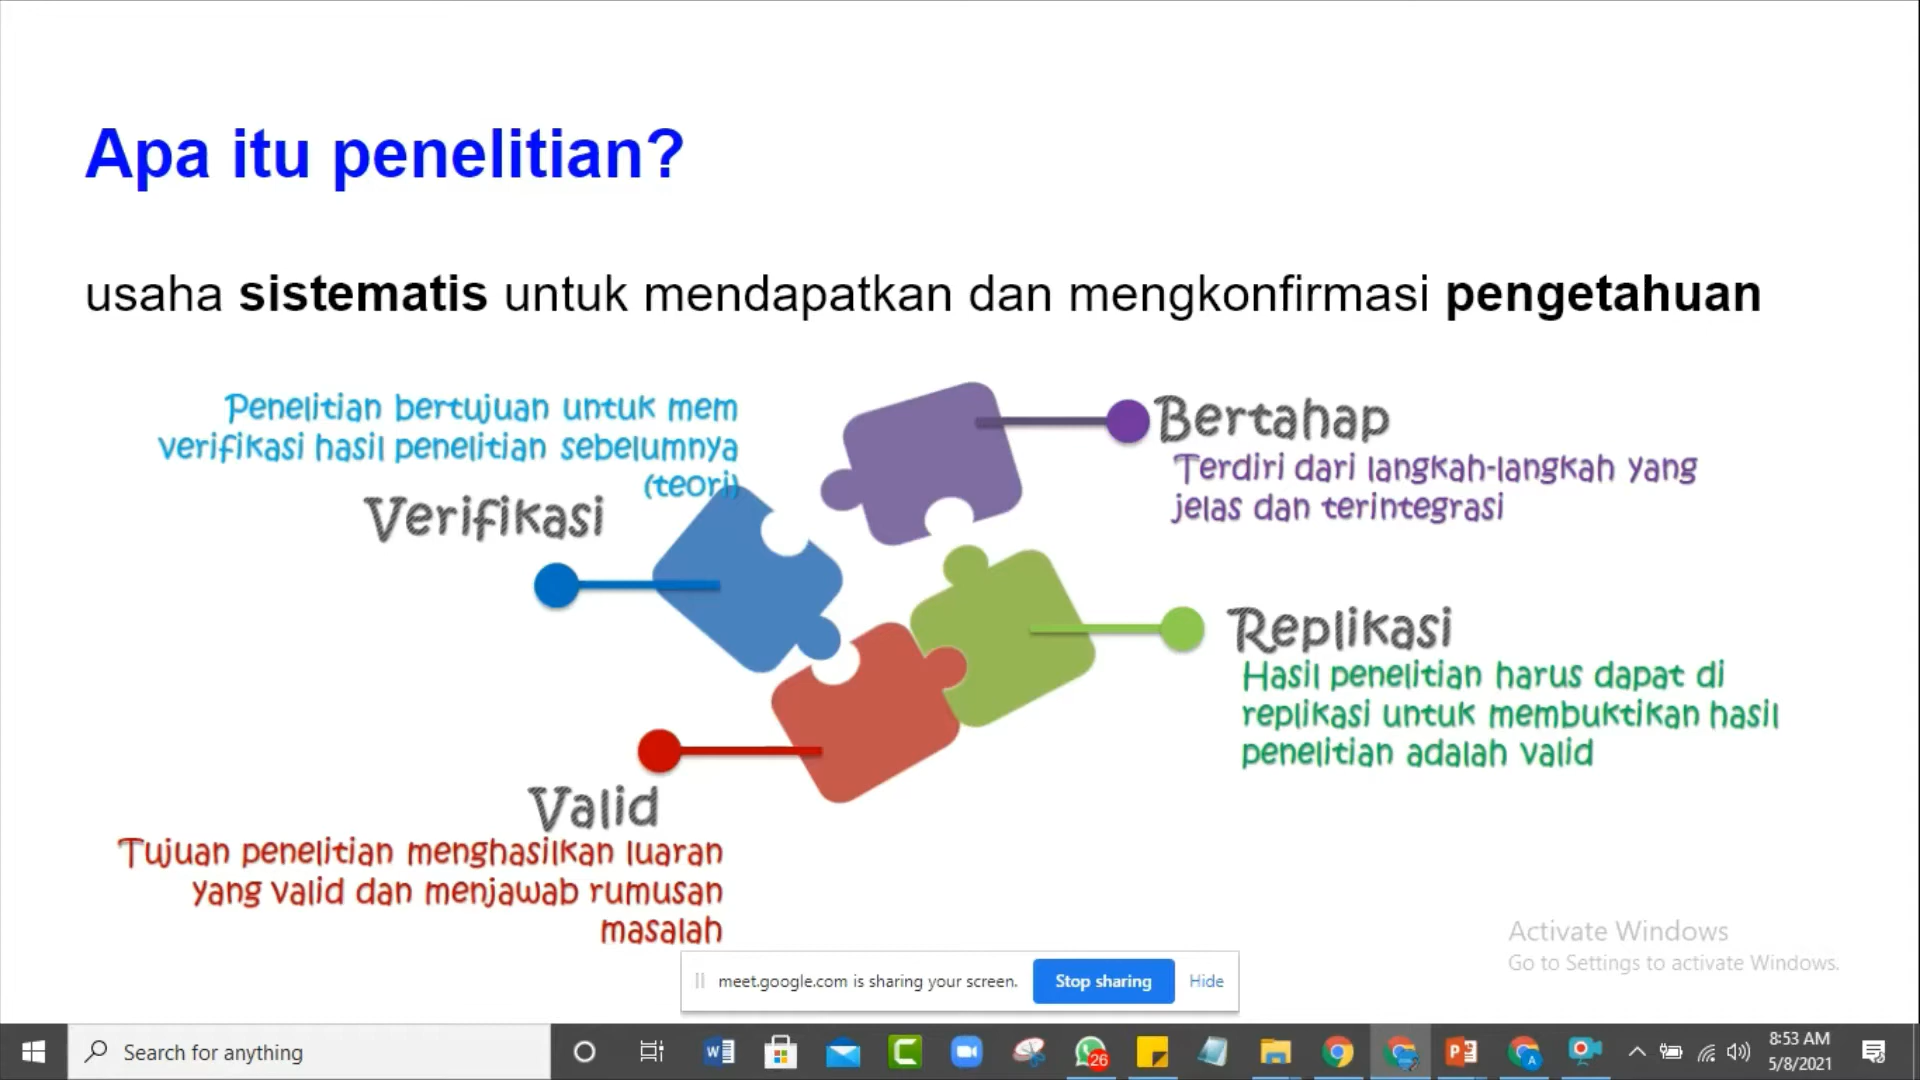 Apa itu penelitian?
usaha sistematis untuk mendapatkan dan mengkonfirmasi pengetahuan
Penelitian bertujuan untuk mem
verifikasi hasil penelitian sebelumnya
(teori)
Verifikasi
Bertahap
Terdiri dari langkah-langkah yang
jelas dan terintegrasi
Replikasi
Hasil penelitian harus dapat di
replikasi untuk membuktikan hasil
penelitian adalah valid
Valid
Tujuan penelitian menghasilkan luaran
yang valid dan menjawab rumusan
masalah
Activate Windows
Go to Settings to activate Windows.
meet.google.com is sharing your screen.
Stop sharing
Hide
Search for anything
26
8:53 AM
5/8/2021